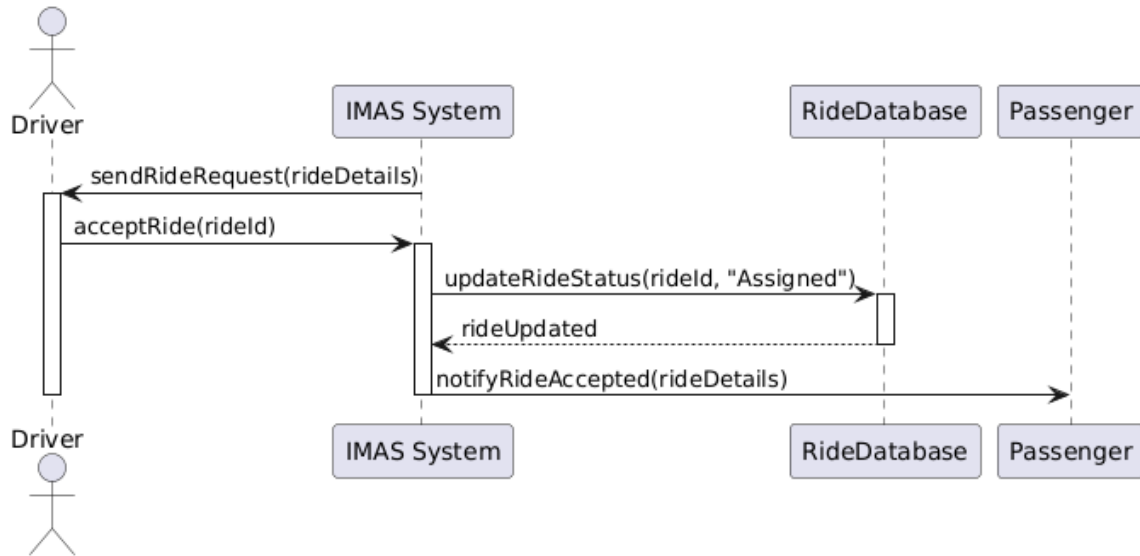 Driver
IMAS System
RideDatabase
Passenger
sendRideRequest(rideDetails)
acceptRide(rideId)
updateRideStatus(rideId, "Assigned")
rideUpdated
notifyRideAccepted(rideDetails)
Driver
IMAS System
RideDatabase
Passenger